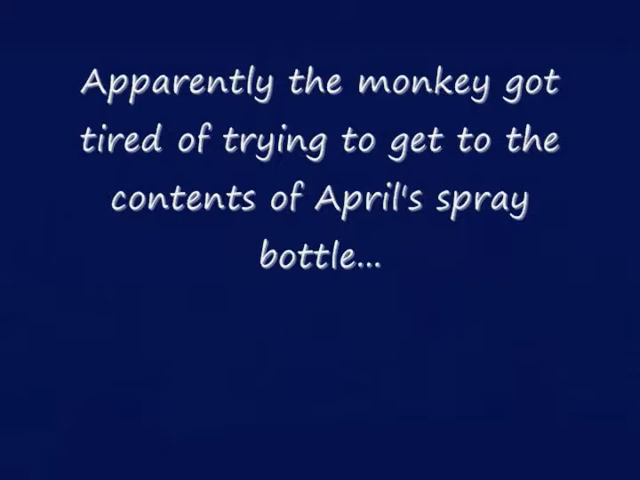 Apparently the monkey got
tired of trying to get to the
contents of April's spray
bottle...